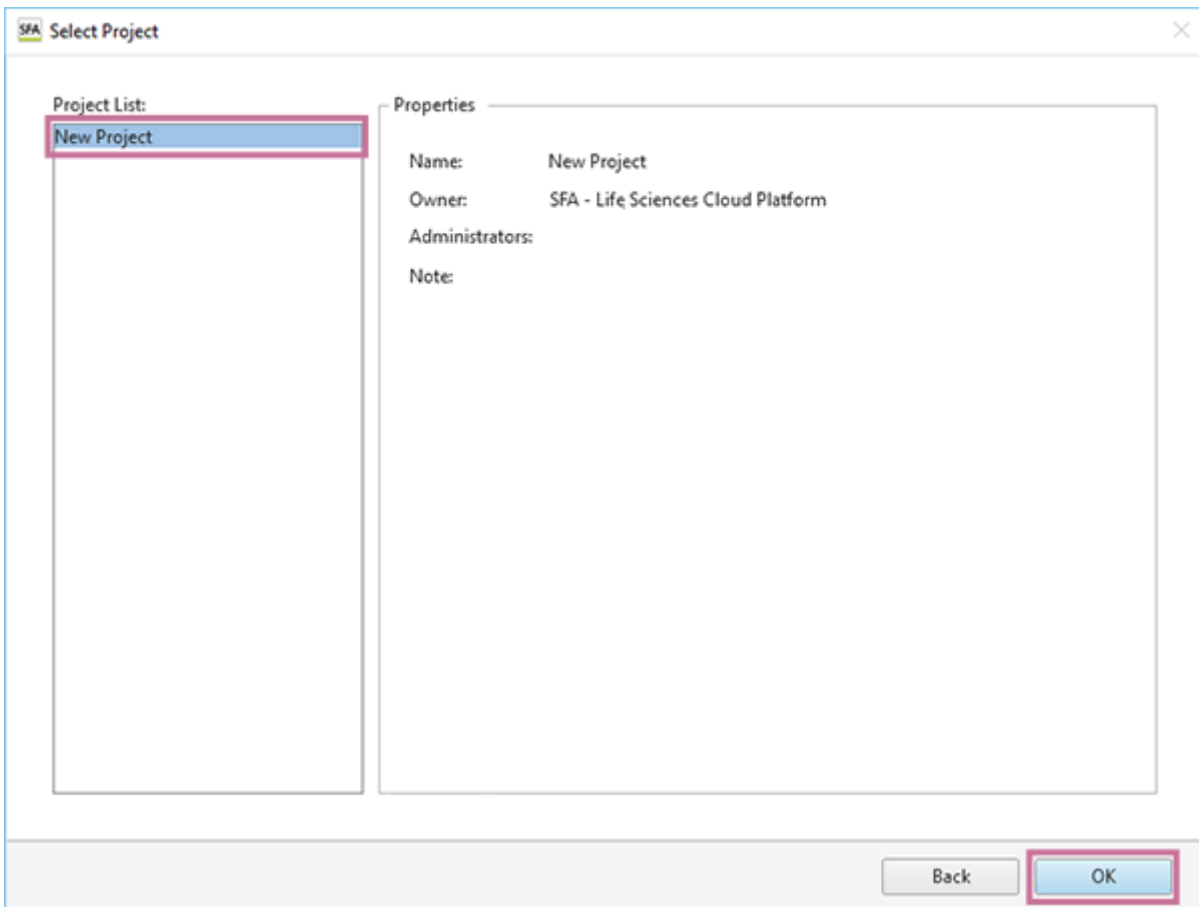 SFA Select Project
Project List:
New Project
Properties
Name: New Project
Owner: SFA - Life Sciences Cloud Platform
Administrators:
Note:
Back OK